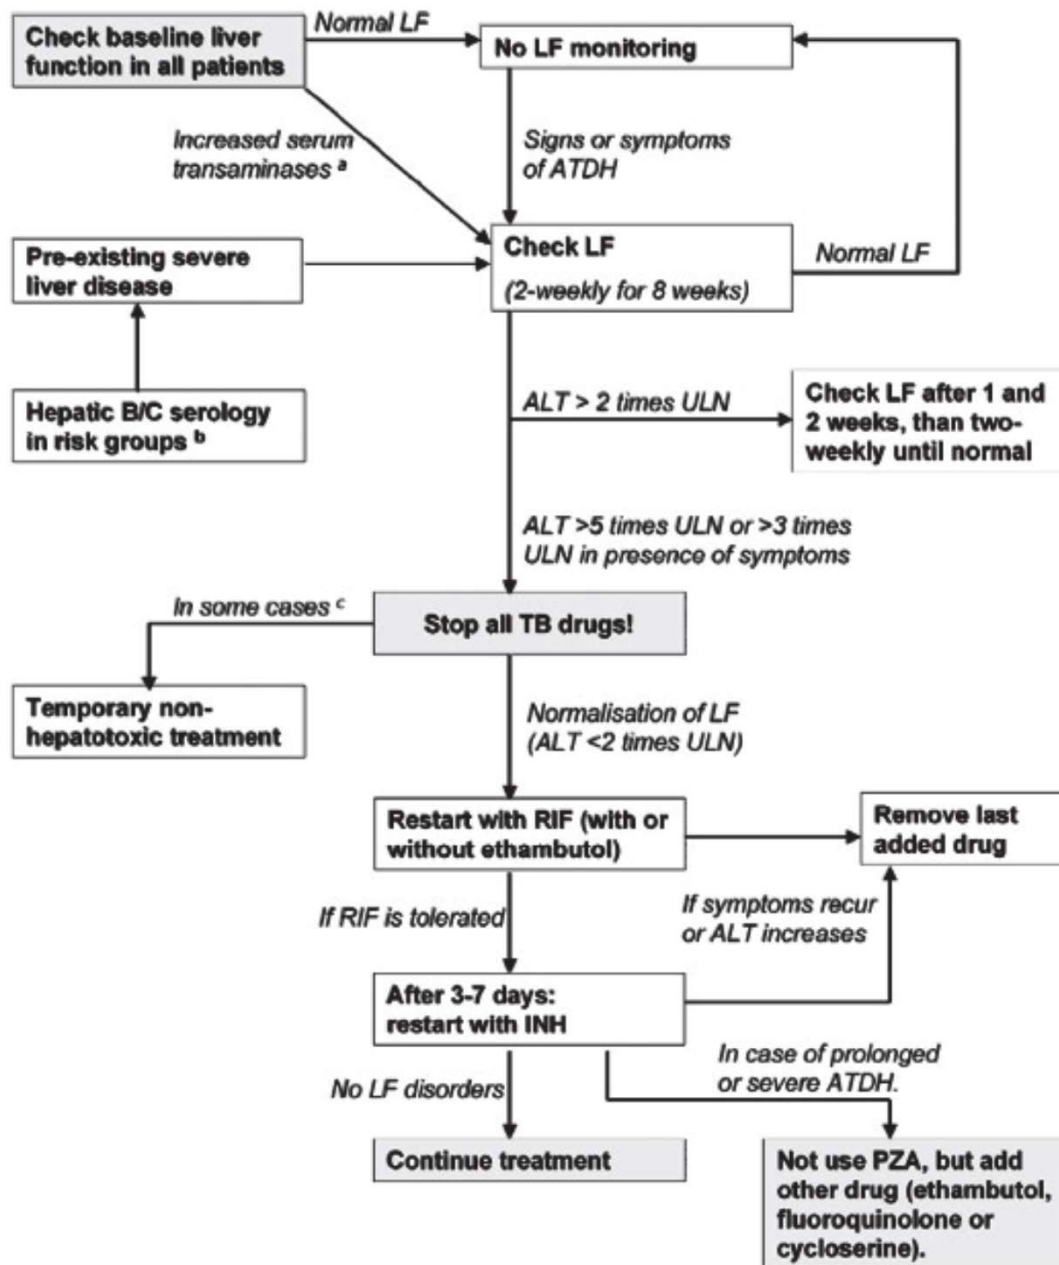 Check baseline liver
function in all patients
Normal LF
No LF monitoring
Increased serum
transaminases a
Signs or symptoms
of ATDH
Pre-existing severe
liver disease
Check LF
(2-weekly for 8 weeks)
Normal LF
Hepatic B/C serology
in risk groups b
ALT > 2 times ULN
Check LF after 1 and
2 weeks, than two-
weekly until normal
ALT >5 times ULN or >3 times
ULN in presence of symptoms
In some cases c
Stop all TB drugs!
Temporary non-
hepatotoxic treatment
Normalisation of LF
(ALT <2 times ULN)
Restart with RIF (with or
without ethambutol)
Remove last
added drug
If RIF is tolerated
If symptoms recur
or ALT increases
After 3-7 days:
restart with INH
No LF disorders
In case of prolonged
or severe ATDH.
Continue treatment
Not use PZA, but add
other drug (ethambutol,
fluoroquinolone or
cycloserine).